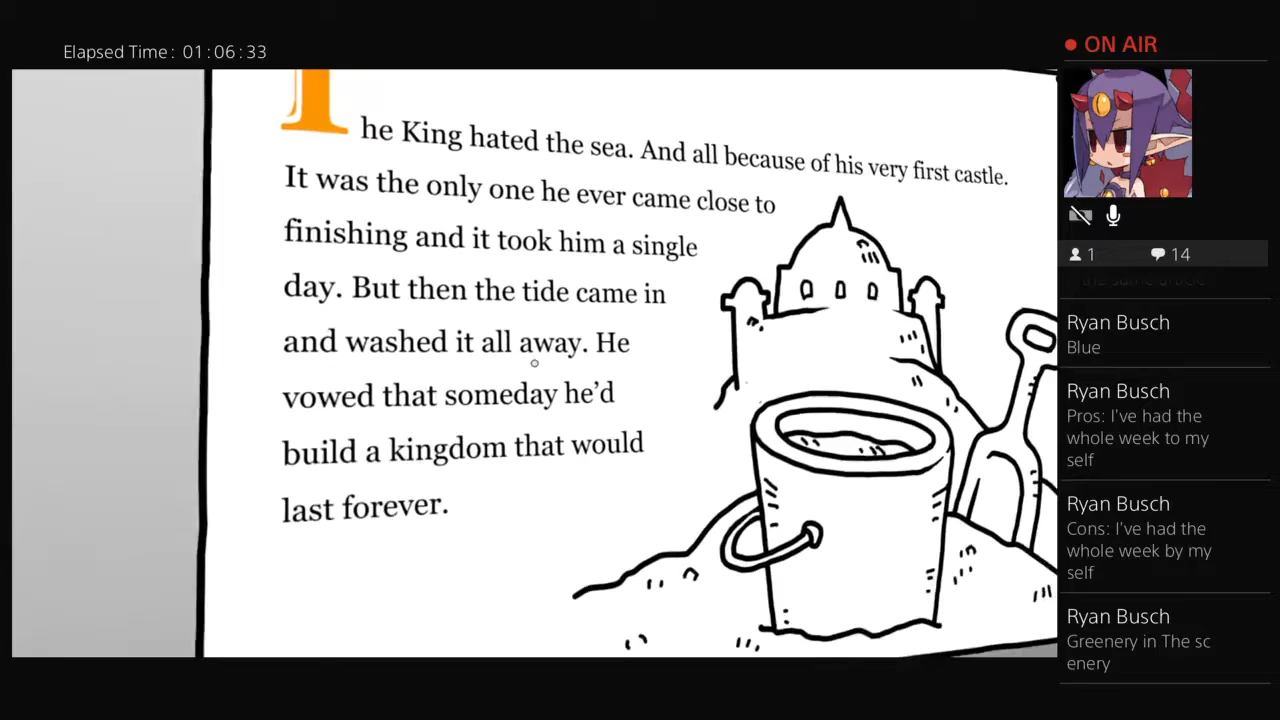 Elapsed Time: 01:06:33
ON AIR
The King hated the sea. And all because of his very first castle.
It was the only one he ever came close to
finishing and it took him a single
day. But then the tide came in
and washed it all away. He
vowed that someday he'd
build a kingdom that would
last forever.
1 14
Ryan Busch
Blue
Ryan Busch
Pros: I've had the
whole week to my
self
Ryan Busch
Cons: I've had the
whole week by my
self
Ryan Busch
Greenery in The sc
enery